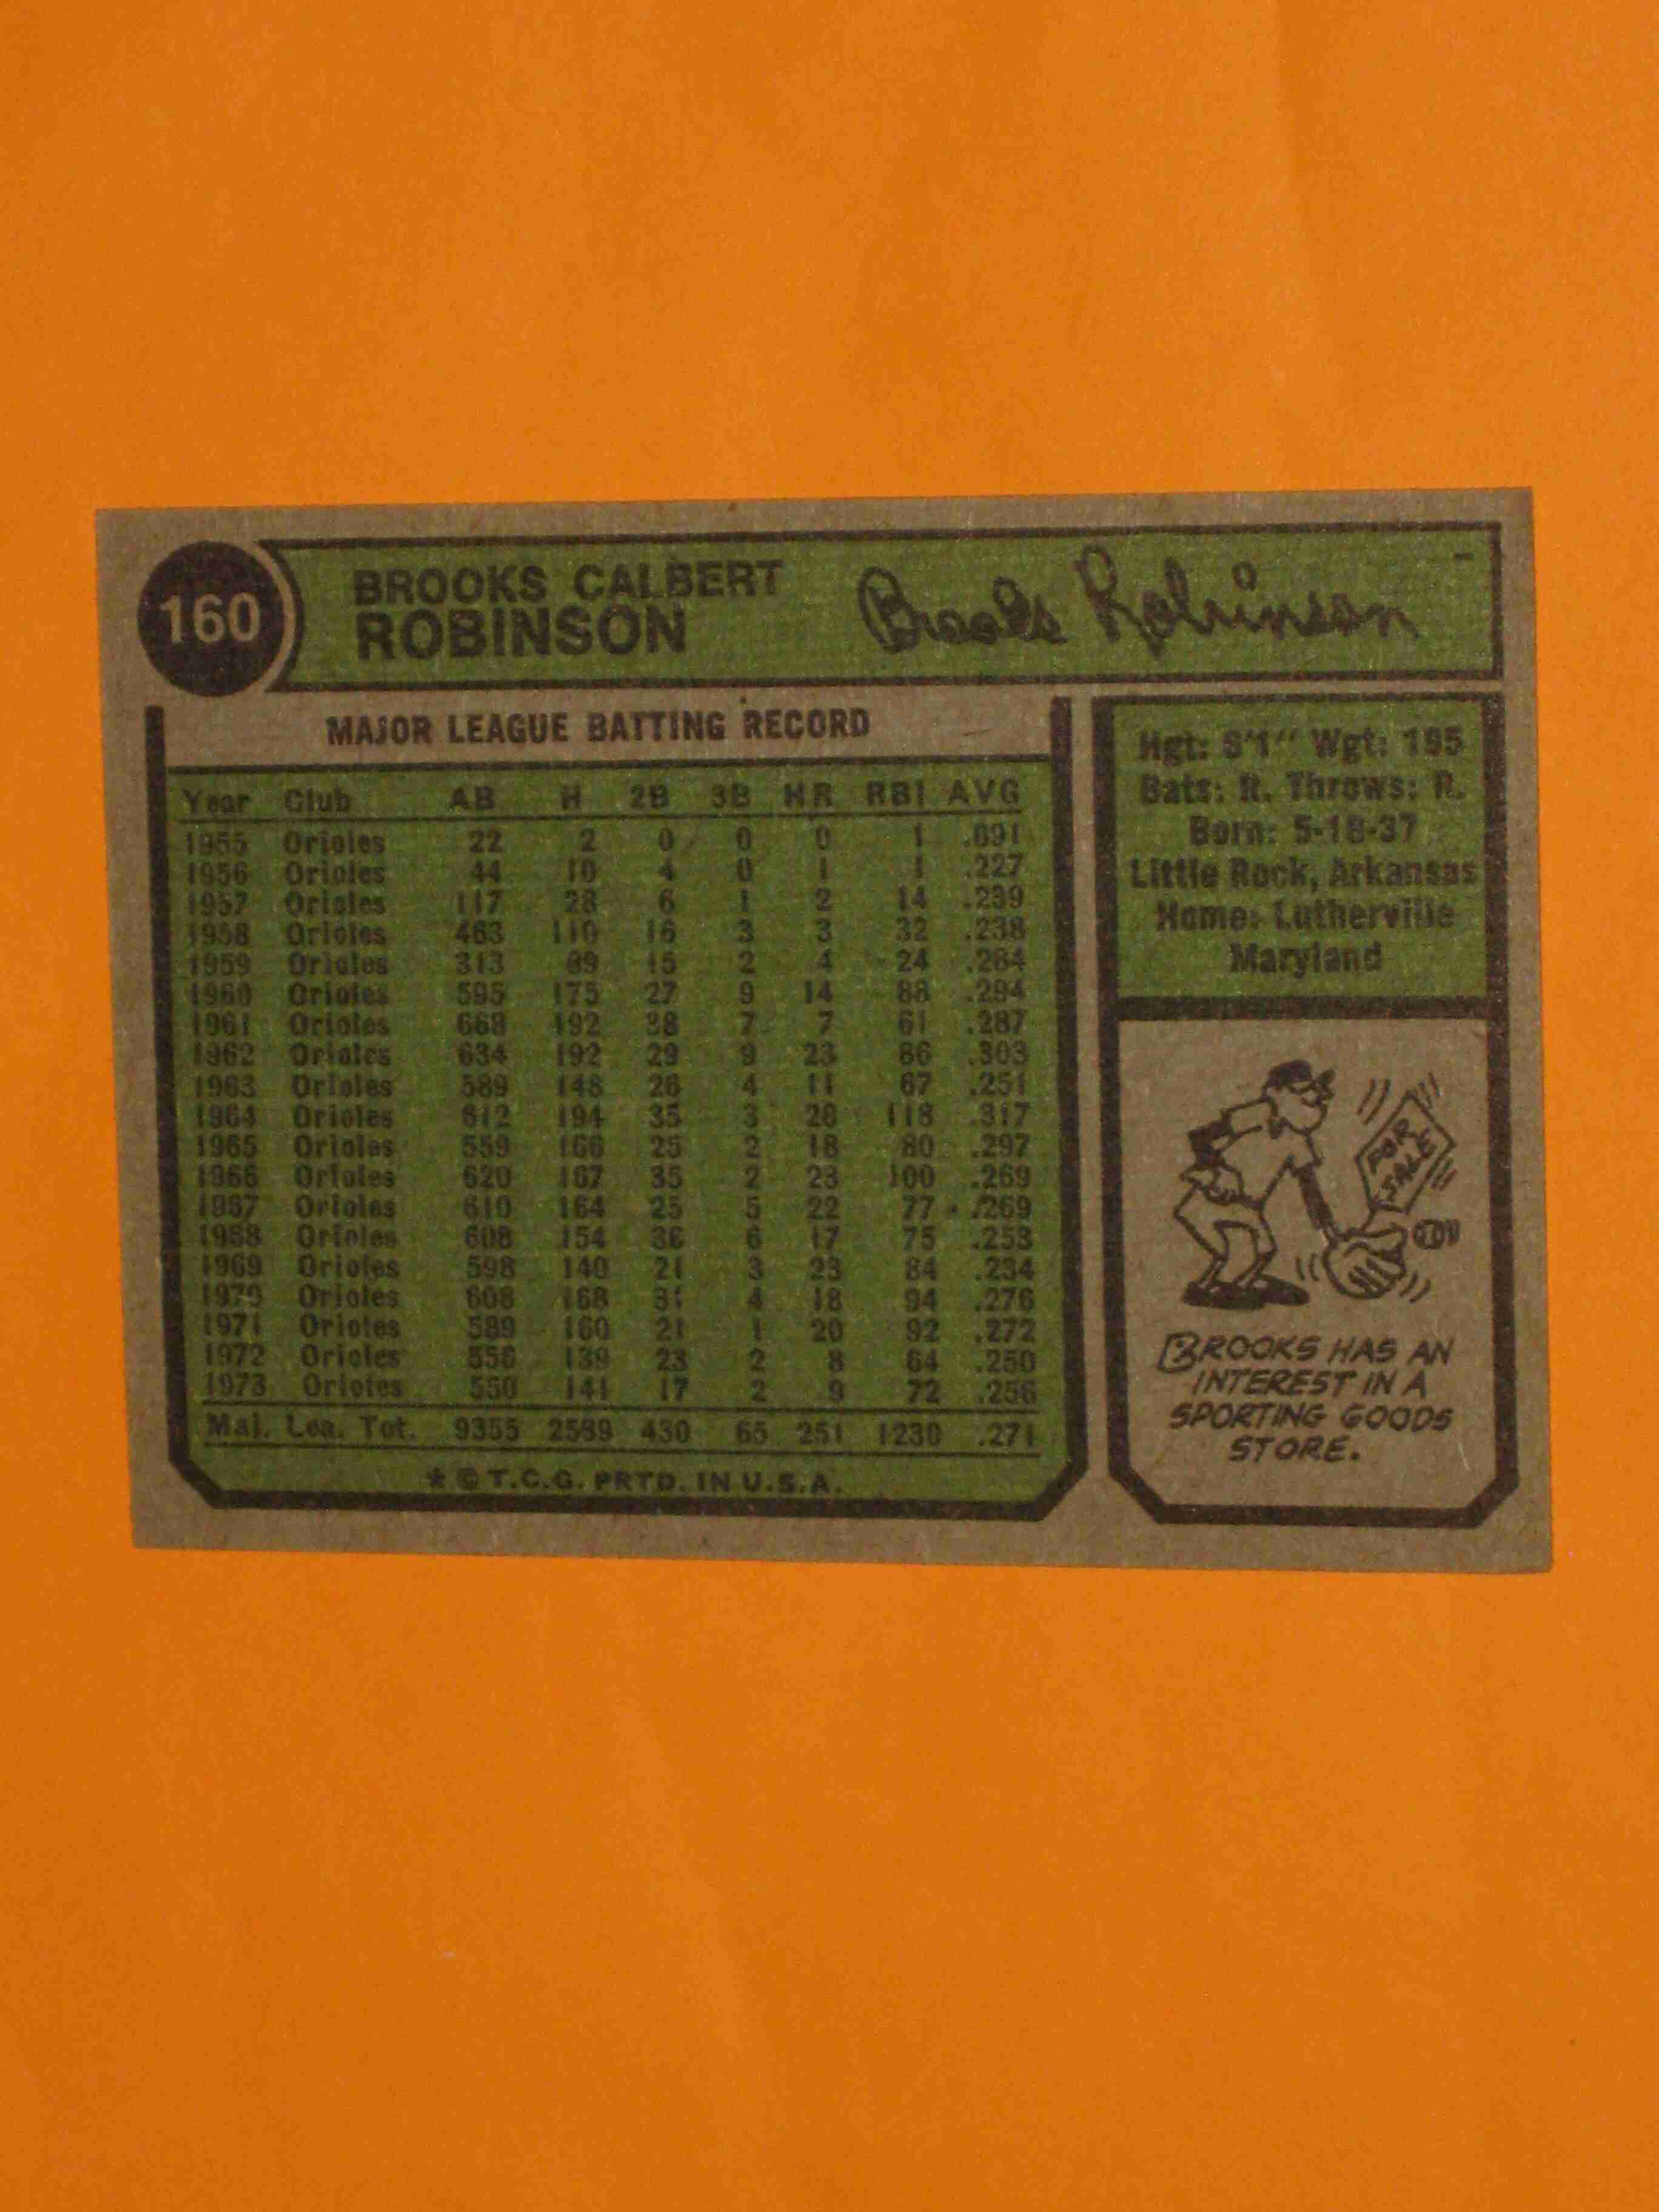 160
BROOKS CALBERT
ROBINSON
Brooks Robinson
MAJOR LEAGUE BATTING RECORD
Year Club AB H 2B 3B HR RBI AVG
1955 Orioles 22 2 0 0 0 1 .091
1956 Orioles 44 10 4 0 1 1 .227
1957 Orioles 117 28 6 1 2 14 .239
1958 Orioles 463 110 16 3 3 32 .238
1959 Orioles 313 89 15 2 4 24 .284
1960 Orioles 595 175 27 9 14 88 .294
1961 Orioles 668 192 38 7 7 61 .287
1962 Orioles 634 192 29 9 23 86 .303
1963 Orioles 589 148 26 4 11 67 .251
1964 Orioles 612 194 35 3 28 118 .317
1965 Orioles 559 166 25 2 18 80 .297
1966 Orioles 620 167 35 2 23 100 .269
1967 Orioles 610 164 25 5 22 77 .269
1968 Orioles 608 154 36 6 17 75 .253
1969 Orioles 598 140 21 3 23 84 .234
1970 Orioles 608 168 31 4 18 94 .276
1971 Orioles 589 160 21 1 20 92 .272
1972 Orioles 556 139 23 2 8 64 .250
1973 Orioles 550 141 17 2 9 72 .256
Maj. Lea. Tot. 9355 2539 430 65 251 1230 .271
* © T.C.G. PRTD. IN U.S.A.
Hgt: 6'1" Wgt: 195
Bats: R. Throws: R.
Born: 5-18-37
Little Rock, Arkansas
Home: Lutherville
Maryland
FOR
SALE
BROOKS HAS AN
INTEREST IN A
SPORTING GOODS
STORE.